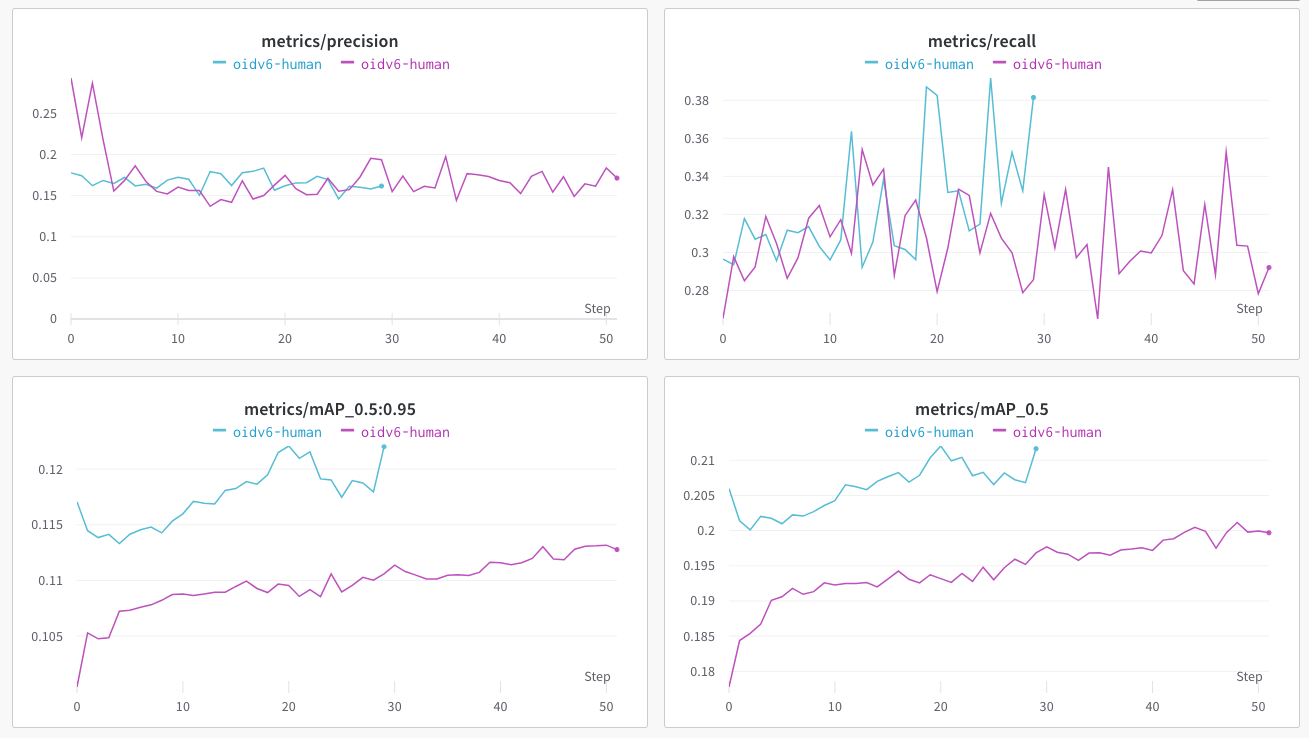 metrics/precision
oidv6-human oidv6-human
0.25
0.2
0.15
0.1
0.05
0
Step
0 10 20 30 40 50
metrics/recall
oidv6-human oidv6-human
0.38
0.36
0.34
0.32
0.3
0.28
Step
0 10 20 30 40 50
metrics/mAP_0.5:0.95
oidv6-human oidv6-human
0.12
0.115
0.11
0.105
Step
0 10 20 30 40 50
metrics/mAP_0.5
oidv6-human oidv6-human
0.21
0.205
0.2
0.195
0.19
0.185
0.18
Step
0 10 20 30 40 50